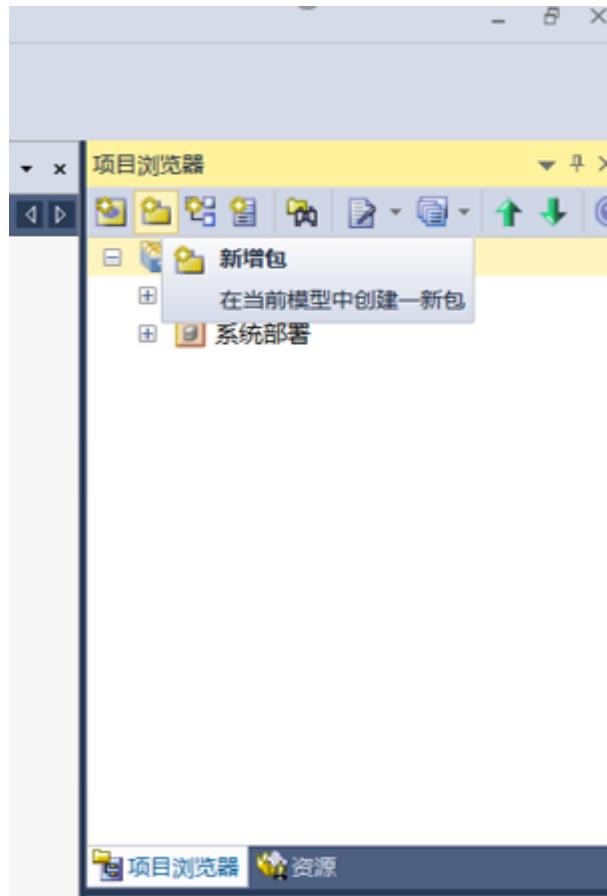 项目浏览器
新增包
在当前模型中创建一新包
系统部署
项目浏览器
资源